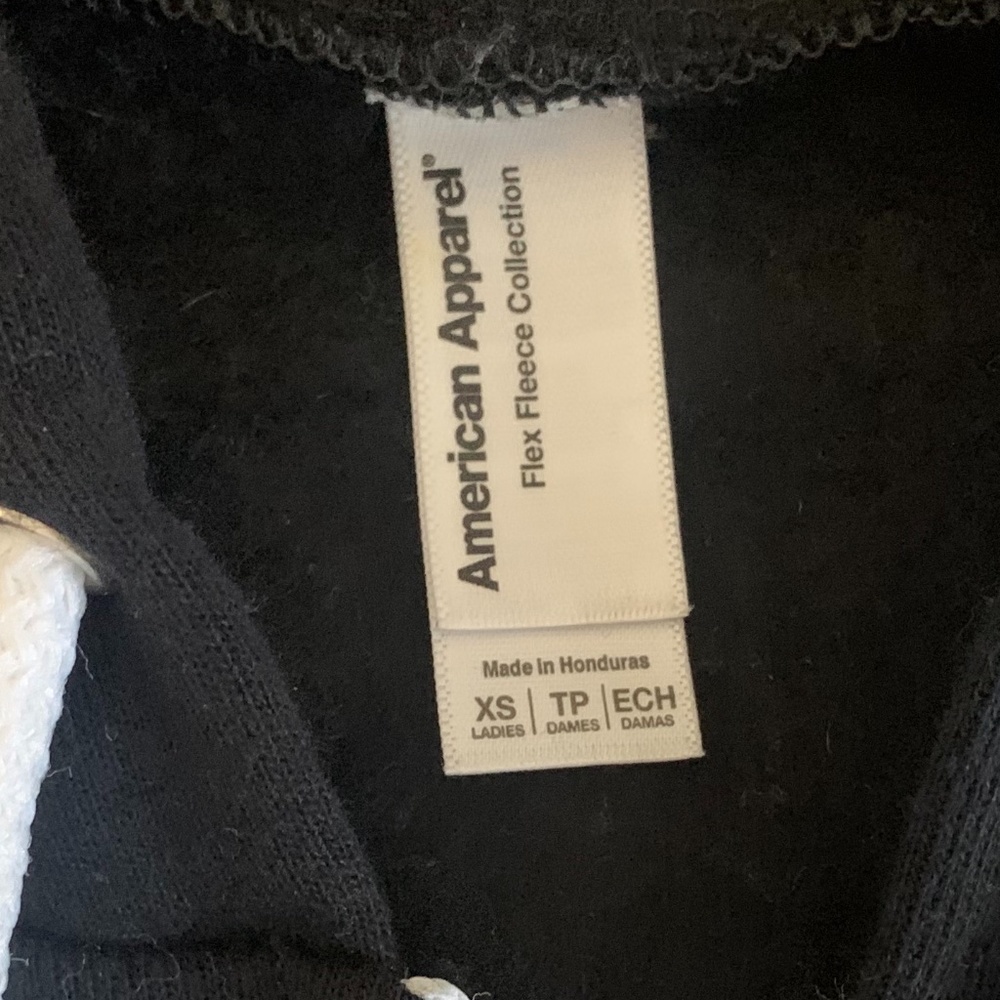 American Apparel®
Flex Fleece Collection
Made in Honduras
XS | TP | ECH
LADIES | DAMES | DAMAS